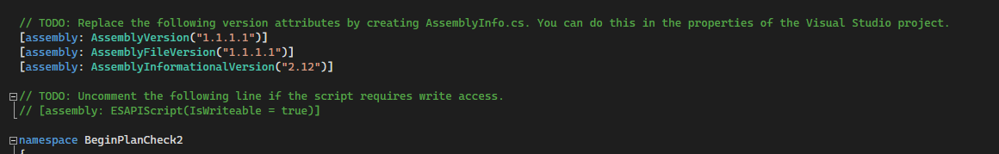 // TODO: Replace the following version attributes by creating AssemblyInfo.cs. You can do this in the properties of the Visual Studio project.
[assembly: AssemblyVersion("1.1.1.1")]
[assembly: AssemblyFileVersion("1.1.1.1")]
[assembly: AssemblyInformationalVersion("2.12")]
// TODO: Uncomment the following line if the script requires write access.
// [assembly: ESAPIScript(IsWriteable = true)]
namespace BeginPlanCheck2
{